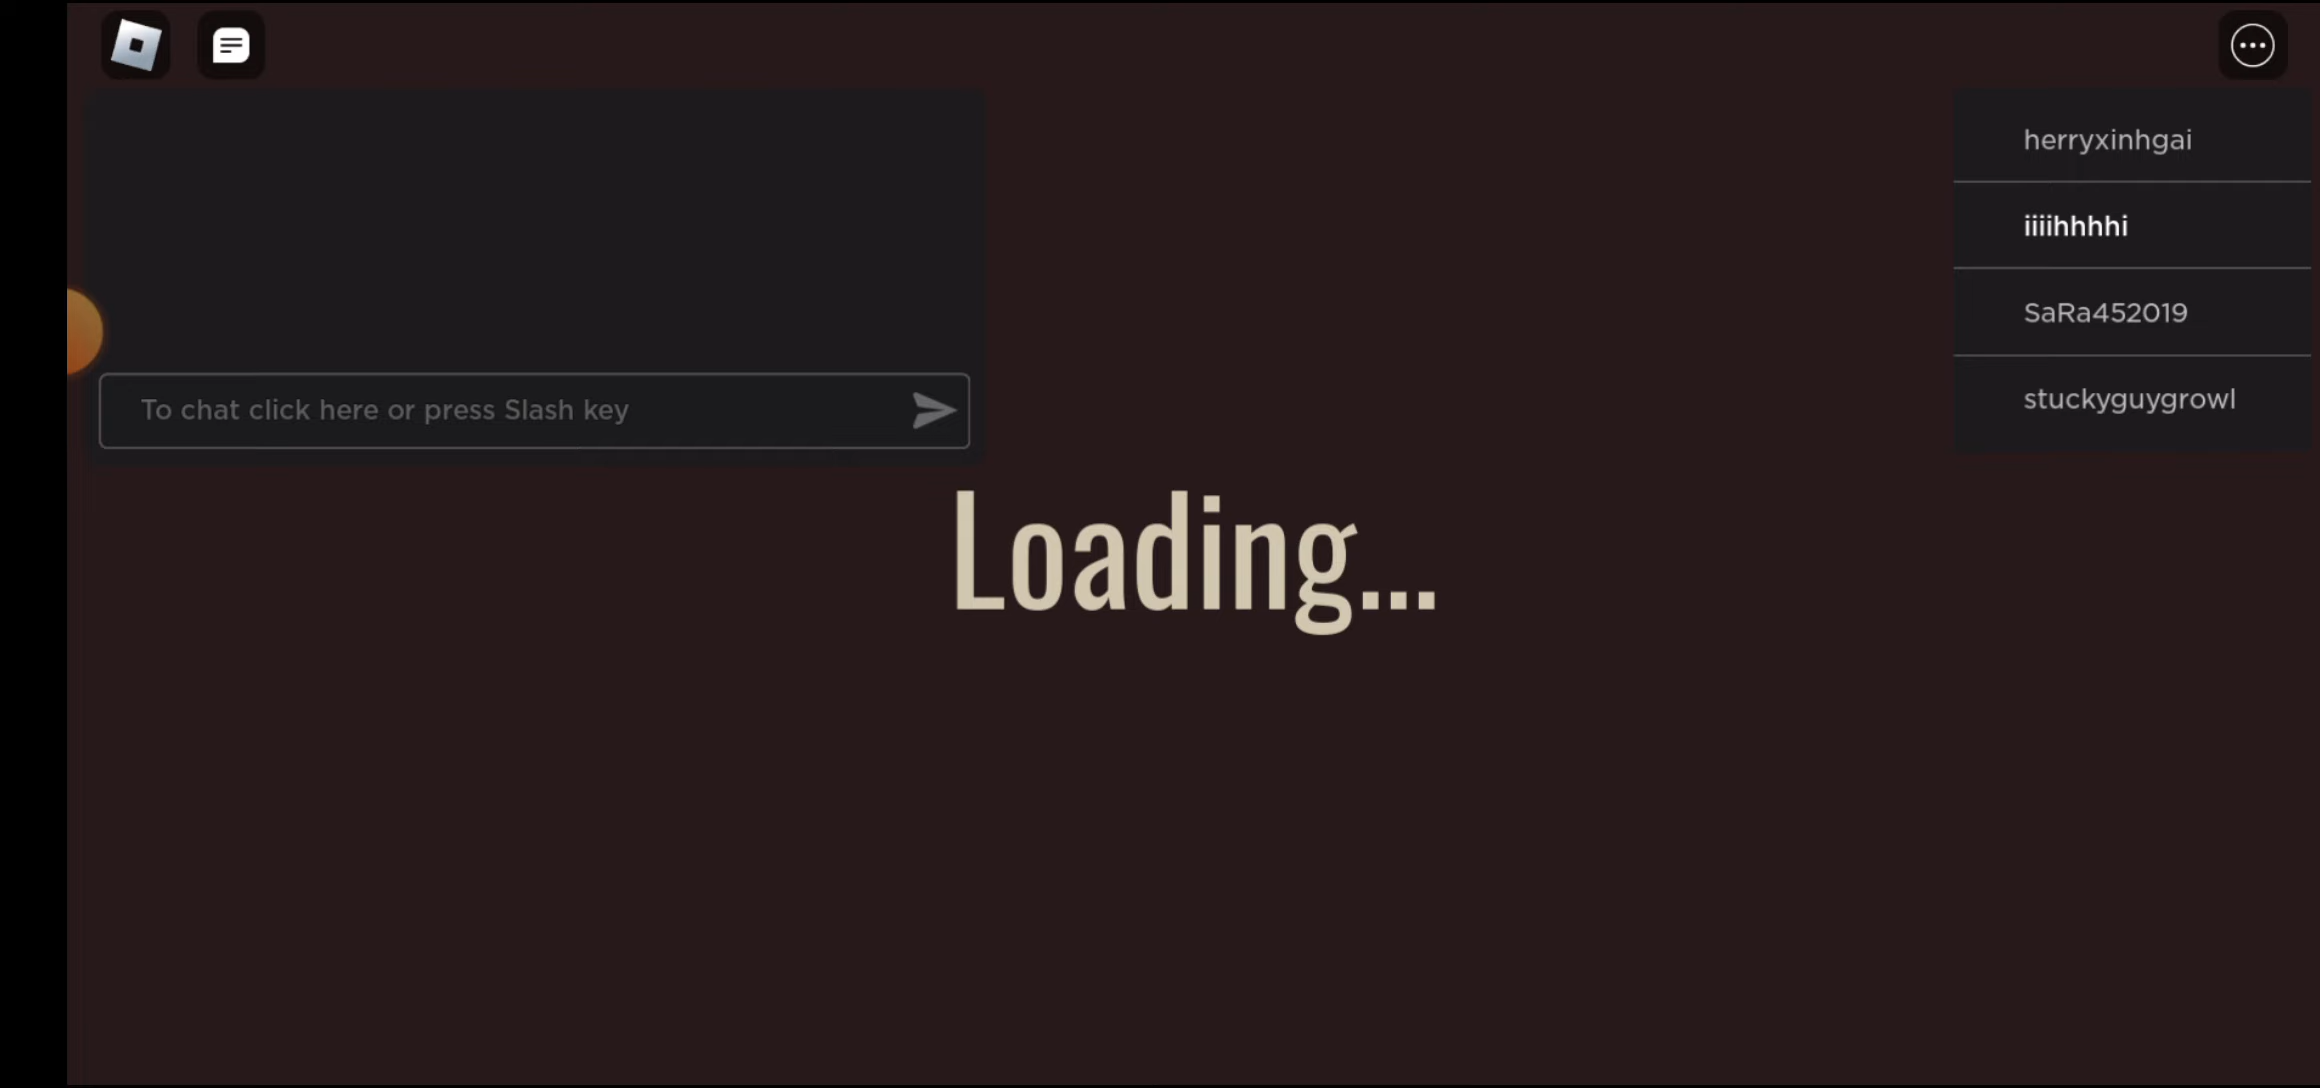 herryxinhgai
iiiihhhhi
SaRa452019
To chat click here or press Slash key
stuckyguygrowl
Loading...